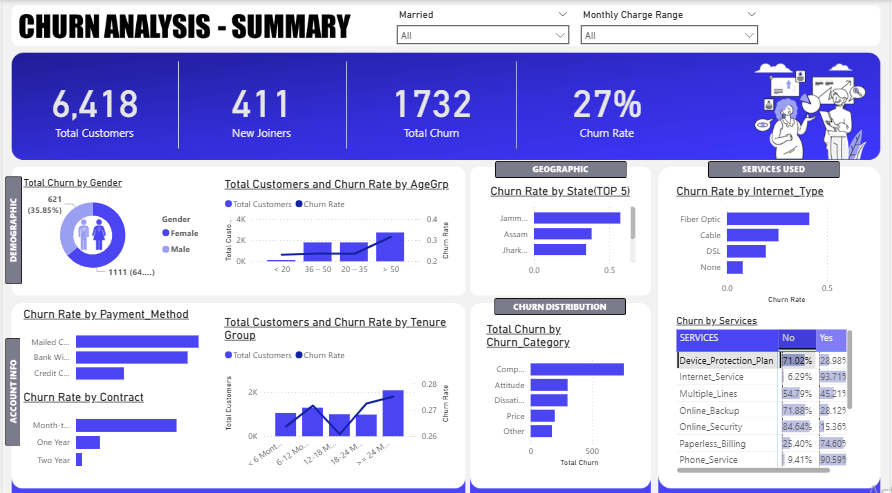 CHURN ANALYSIS - SUMMARY
Married
All
Monthly Charge Range
All
6,418
Total Customers
411
New Joiners
1732
Total Churn
27%
Churn Rate
DEMOGRAPHIC
Total Churn by Gender
621
(35.85%)
1111 (64....)
Gender
Female
Male
Total Customers and Churn Rate by AgeGrp
Total Customers Churn Rate
Total Custo...
4K
2K
0K
0.4
0.3
0.2
Churn Rate
< 20 36 – 50 20 – 35 > 50
GEOGRAPHIC
Churn Rate by State(TOP 5)
Jamm...
Assam
Jhark...
0.0 0.5
SERVICES USED
Churn Rate by Internet_Type
Fiber Optic
Cable
DSL
None
0.0 0.5
Churn Rate
ACCOUNT INFO
Churn Rate by Payment_Method
Mailed C...
Bank Wi...
Credit C...
Churn Rate by Contract
Month-t...
One Year
Two Year
Total Customers and Churn Rate by Tenure
Group
Total Customers Churn Rate
Total Customers
2K
0K
0.28
0.27
0.26
Churn Rate
< 6 Mont... 6-12 Mo... 12-18 M... 18-24 M... >= 24 M...
CHURN DISTRIBUTION
Total Churn by
Churn_Category
Comp...
Attitude
Dissati...
Price
Other
0 500
Total Churn
Churn by Services
SERVICES No Yes
Device_Protection_Plan 71.02% 28.98%
Internet_Service 6.29% 93.71%
Multiple_Lines 54.79% 45.21%
Online_Backup 71.88% 28.12%
Online_Security 84.64% 15.36%
Paperless_Billing 25.40% 74.60%
Phone_Service 9.41% 90.59%